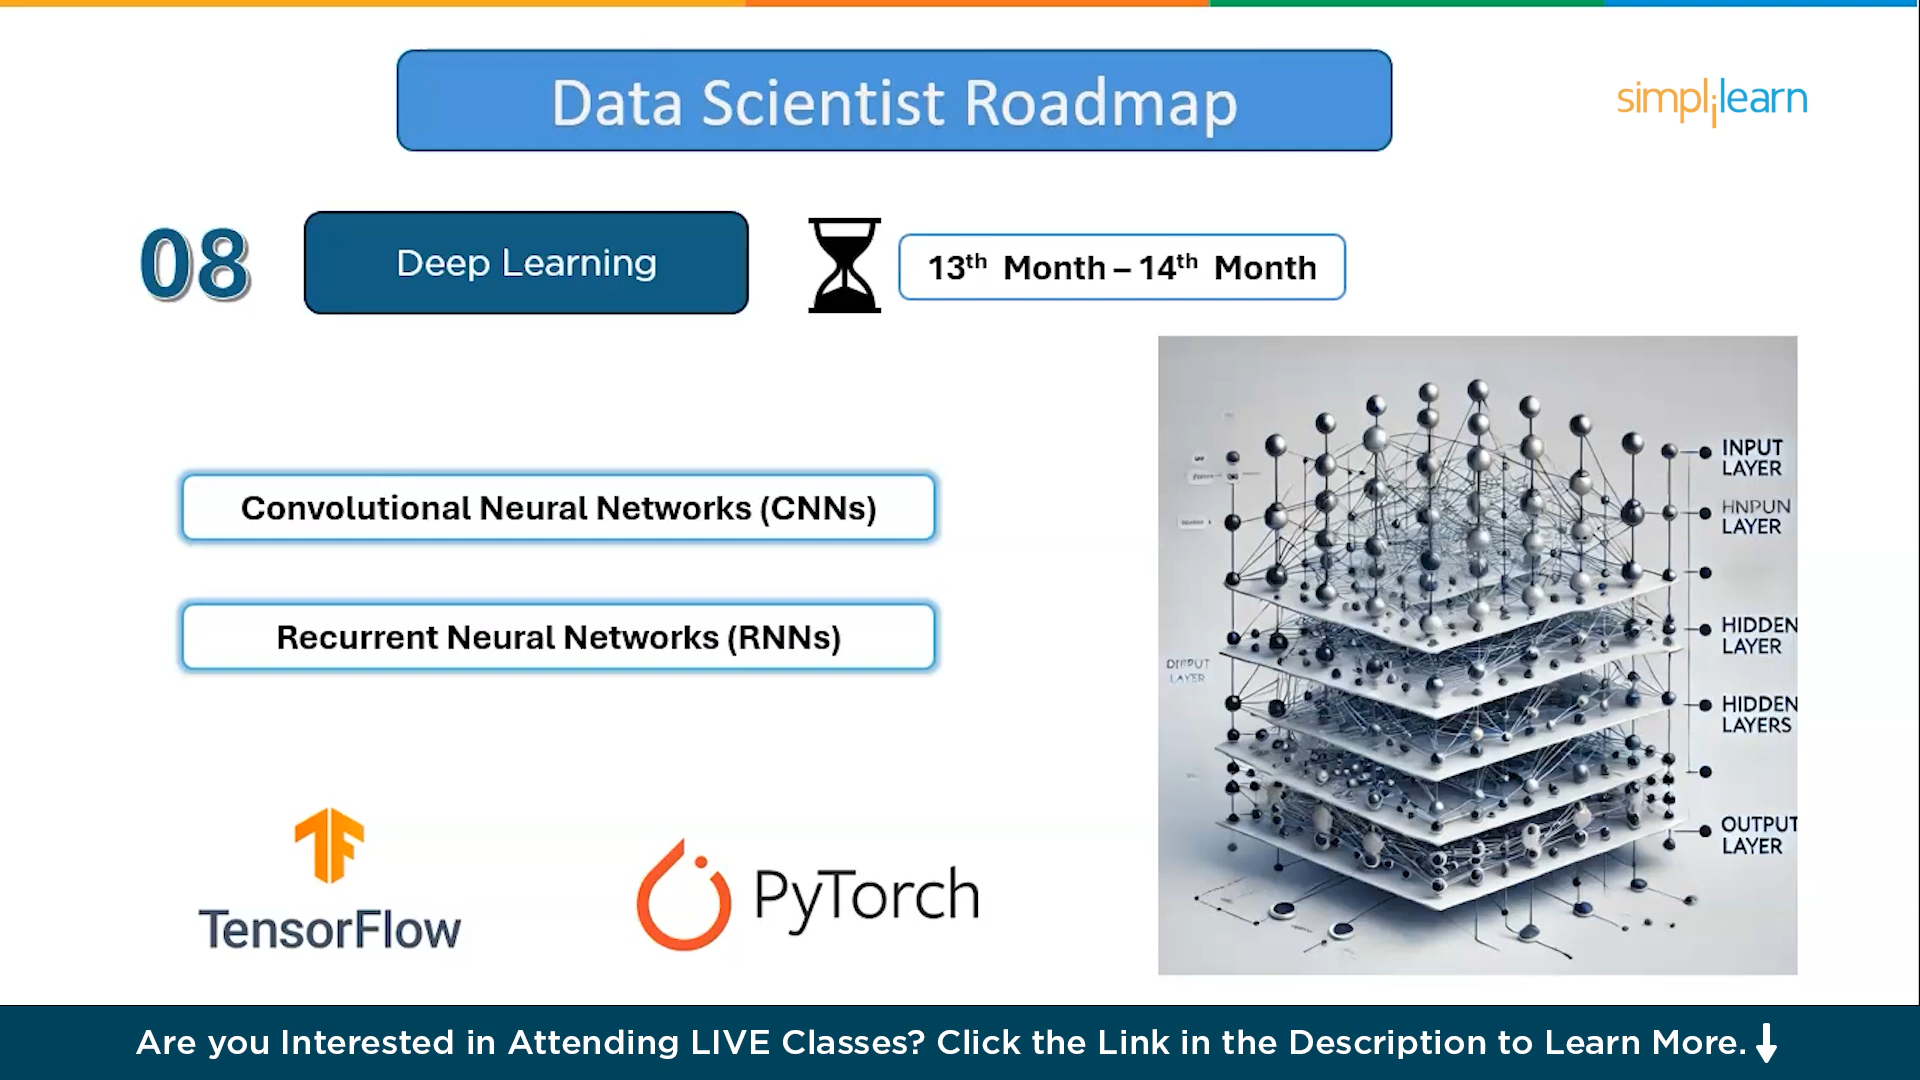 Data Scientist Roadmap
simplilearn
08
Deep Learning
13th Month – 14th Month
Convolutional Neural Networks (CNNs)
Recurrent Neural Networks (RNNs)
TensorFlow
PyTorch
INPUT
LAYER
HNPUN
LAYER
HIDDEN
LAYER
HIDDEN
LAYERS
OUTPUT
LAYER
LAYER
Are you Interested in Attending LIVE Classes? Click the Link in the Description to Learn More.